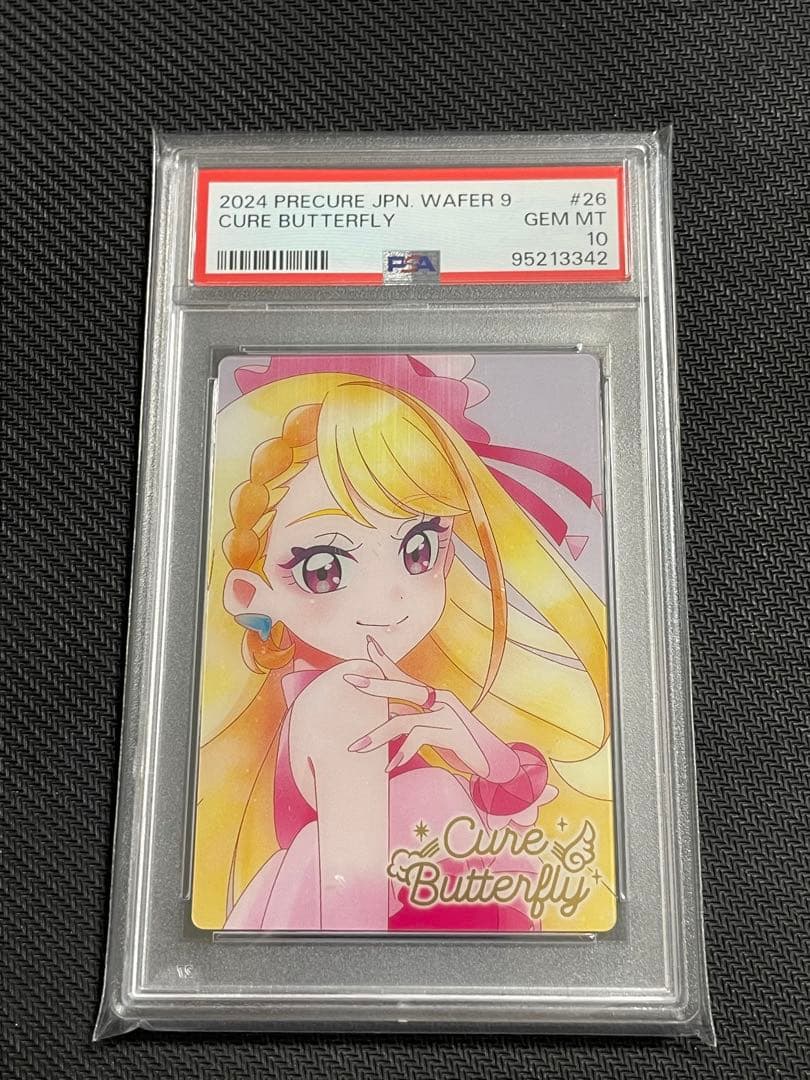 2024 PRECURE JPN. WAFER 9 #26
CURE BUTTERFLY GEM MT
10
PSA 95213342
Cure
Butterfly